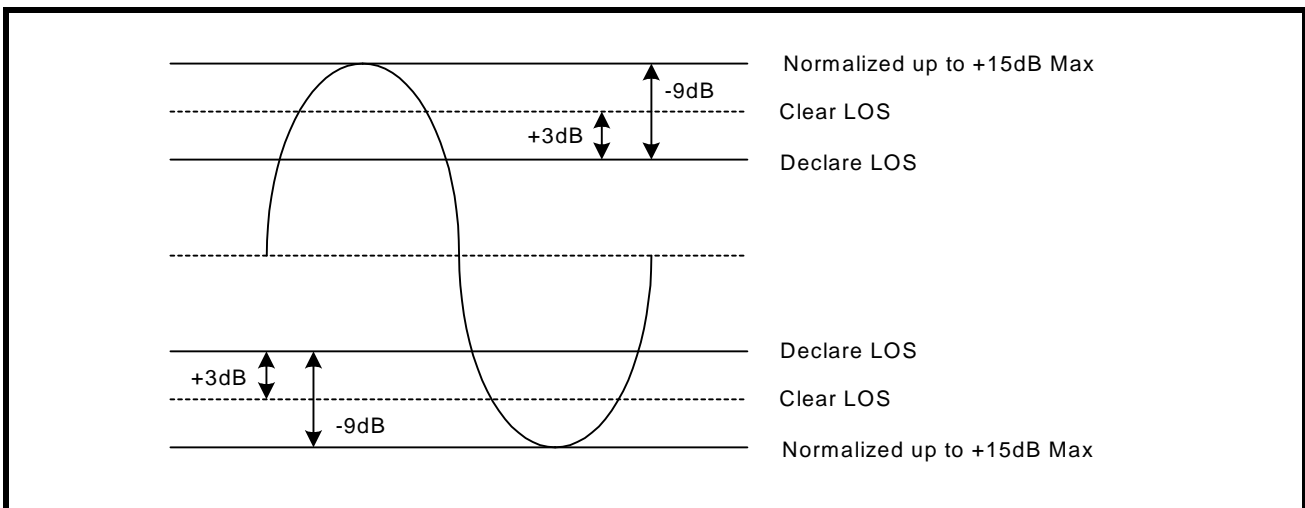 Normalized up to +15dB Max
-9dB
Clear LOS
+3dB
Declare LOS
Declare LOS
+3dB
Clear LOS
-9dB
Normalized up to +15dB Max